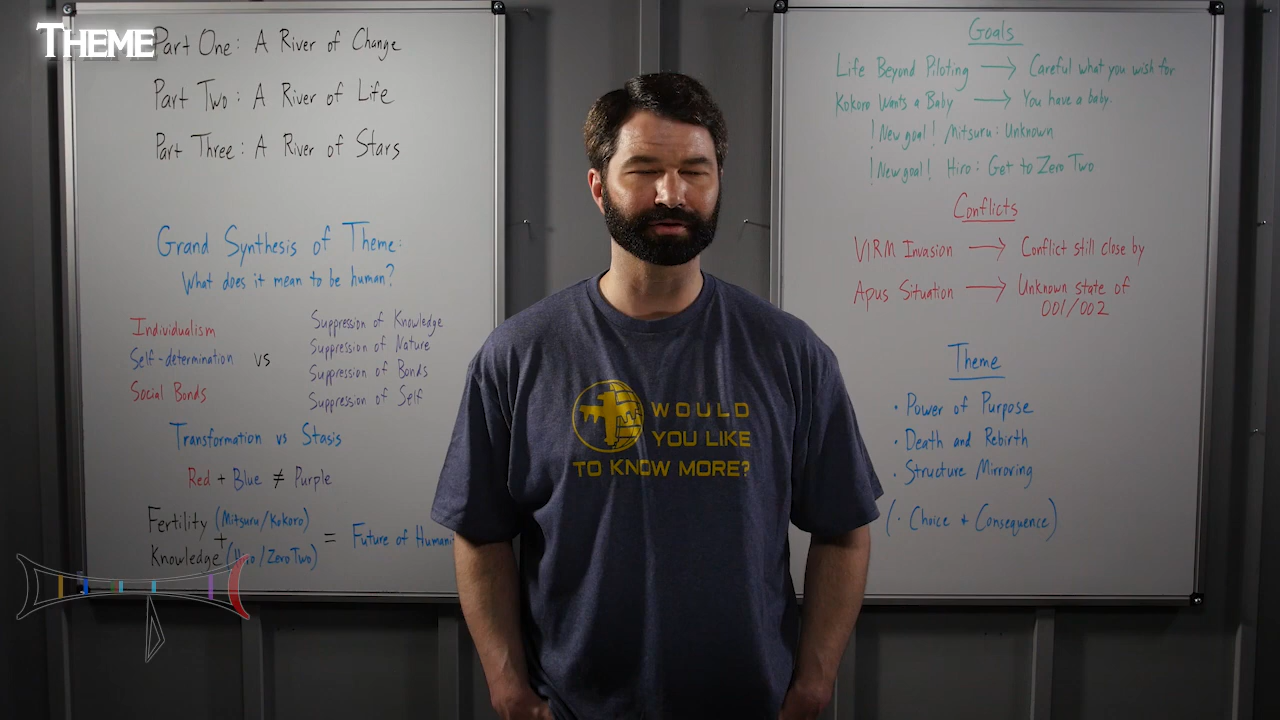 THEME
Part One: A River of Change
Part Two: A River of Life
Part Three: A River of Stars
Grand Synthesis of Theme:
What does it mean to be human?
Individualism
Self-determination
Social Bonds
vs
Suppression of Knowledge
Suppression of Nature
Suppression of Bonds
Suppression of Self
Transformation vs Stasis
Red + Blue ≠ Purple
Fertility (Mitsuru/Kokoro)
+
Knowledge (Hiro/Zero Two)
= Future of Humani
WOULD
YOU LIKE
TO KNOW MORE?
Goals
Life Beyond Piloting → Careful what you wish for
Kokoro Wants a Baby → You have a baby.
! New goal! Mitsuru: Unknown
! New goal! Hiro: Get to Zero Two
Conflicts
VIRM Invasion → Conflict still close by
Apus Situation → Unknown state of
001/002
Theme
• Power of Purpose
• Death and Rebirth
• Structure Mirroring
(• Choice + Consequence)